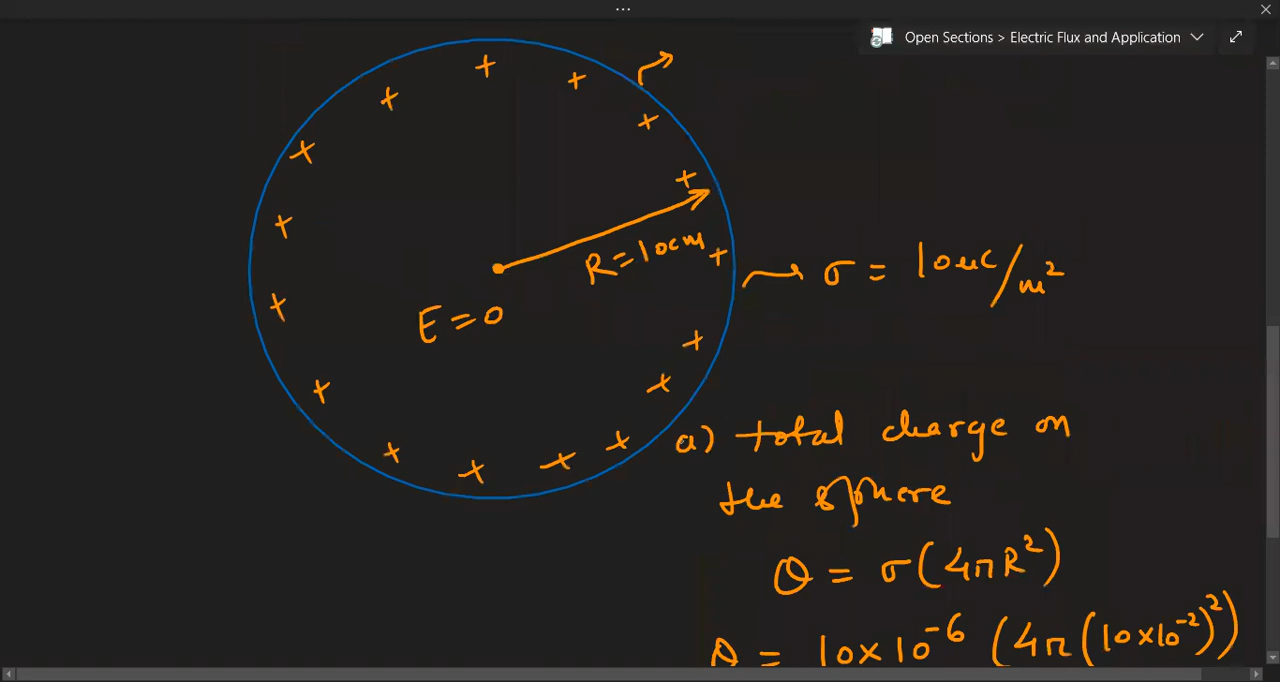 ...
Open Sections > Electric Flux and Application
R=10cm
E=0
σ = 10uc/m²
a) total charge on
the sphere
Q = σ(4πR²)
Q = 10×10⁻⁶ (4π(10×10⁻²)²)